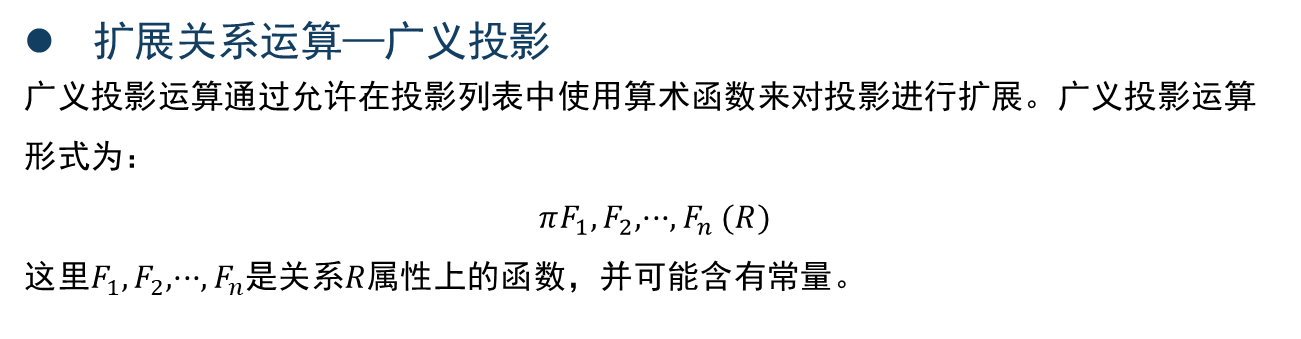 ● 扩展关系运算—广义投影
广义投影运算通过允许在投影列表中使用算术函数来对投影进行扩展。广义投影运算
形式为：
πF₁, F₂,⋯, Fₙ (R)
这里F₁, F₂,⋯, Fₙ是关系R属性上的函数，并可能含有常量。